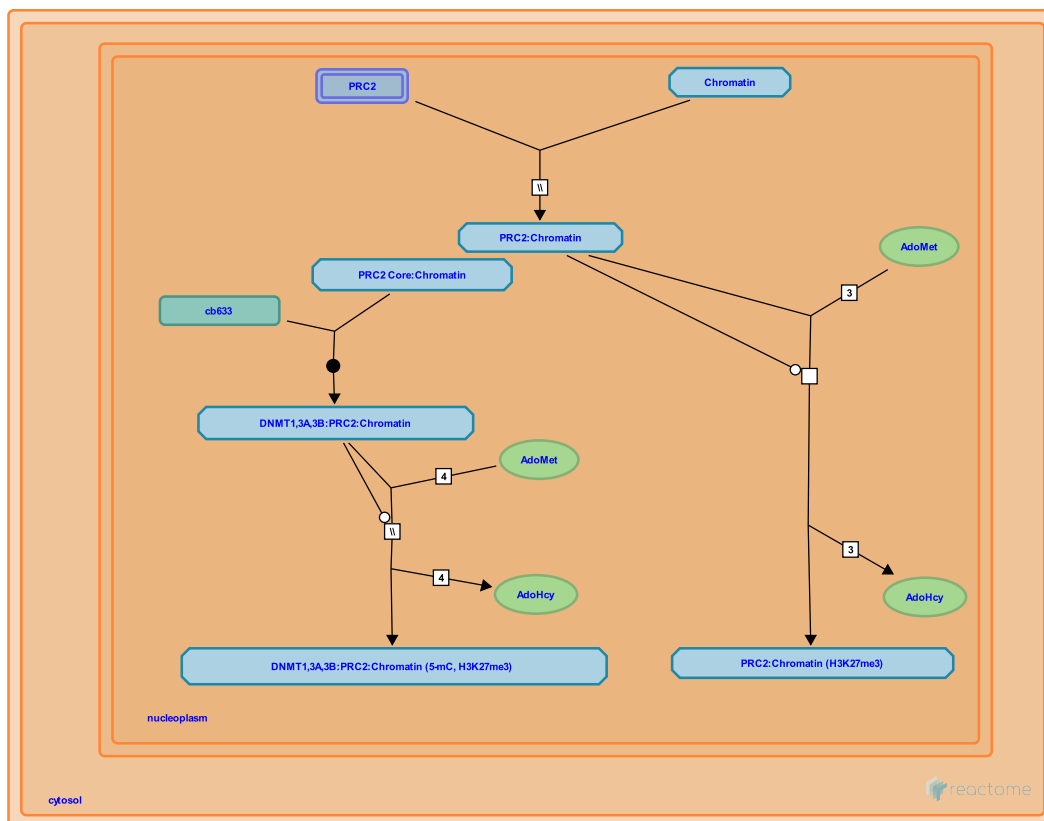 PRC2
Chromatin
\\
PRC2:Chromatin
AdoMet
PRC2 Core:Chromatin
3
cb633
DNMT1,3A,3B:PRC2:Chromatin
AdoMet
4
\\
3
4
AdoHcy
AdoHcy
DNMT1,3A,3B:PRC2:Chromatin (5-mC, H3K27me3)
PRC2:Chromatin (H3K27me3)
nucleoplasm
reactome
cytosol